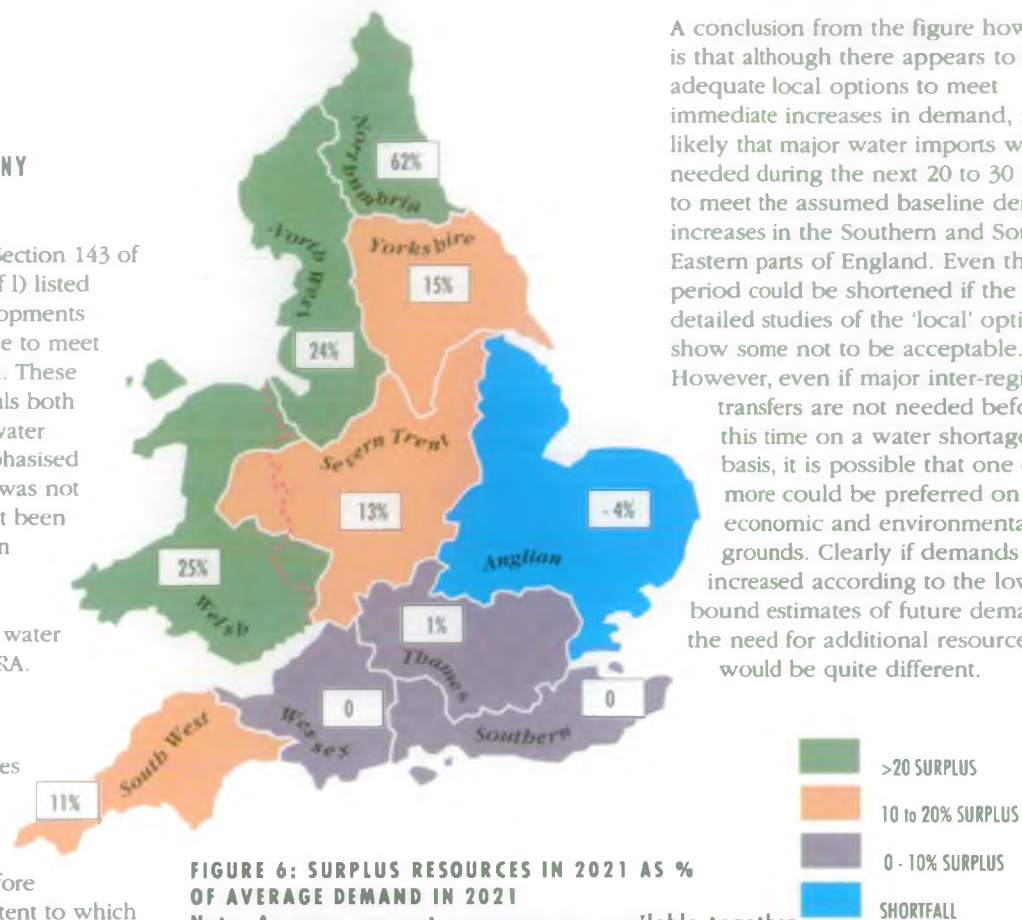 NY
Section 143 of
f l) listed
opments
e to meet
. These
als both
water
phasised
was not
t been
n
water
RA.
es
ore
tent to which
A conclusion from the figure how
is that although there appears to
adequate local options to meet
immediate increases in demand,
likely that major water imports w
needed during the next 20 to 30
to meet the assumed baseline de
increases in the Southern and Sou
Eastern parts of England. Even th
period could be shortened if the
detailed studies of the 'local' opti
show some not to be acceptable.
However, even if major inter-regi
transfers are not needed befo
this time on a water shortage
basis, it is possible that one
more could be preferred on
economic and environmenta
grounds. Clearly if demands
increased according to the low
bound estimates of future dema
the need for additional resource
would be quite different.
Northumbria
62%
North West
24%
Yorkshire
15%
Severn Trent
13%
- 4%
Anglian
25%
Welsh
1%
Thames
0
Wessex
0
Southern
South West
11%
>20 SURPLUS
10 to 20% SURPLUS
0 - 10% SURPLUS
SHORTFALL
FIGURE 6: SURPLUS RESOURCES IN 2021 AS %
OF AVERAGE DEMAND IN 2021